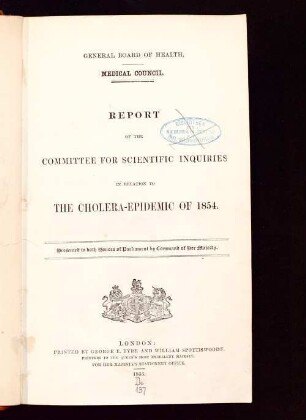 GENERAL BOARD OF HEALTH,
MEDICAL COUNCIL.
REPORT
OF THE
COMMITTEE FOR SCIENTIFIC INQUIRIES
IN RELATION TO
THE CHOLERA-EPIDEMIC OF 1854.
Presented to both Houses of Parliament by Command of Her Majesty.
LONDON:
PRINTED BY GEORGE E. EYRE AND WILLIAM SPOTTISWOODE,
PRINTERS TO THE QUEEN'S MOST EXCELLENT MAJESTY.
FOR HER MAJESTY'S STATIONERY OFFICE.
1855.
137